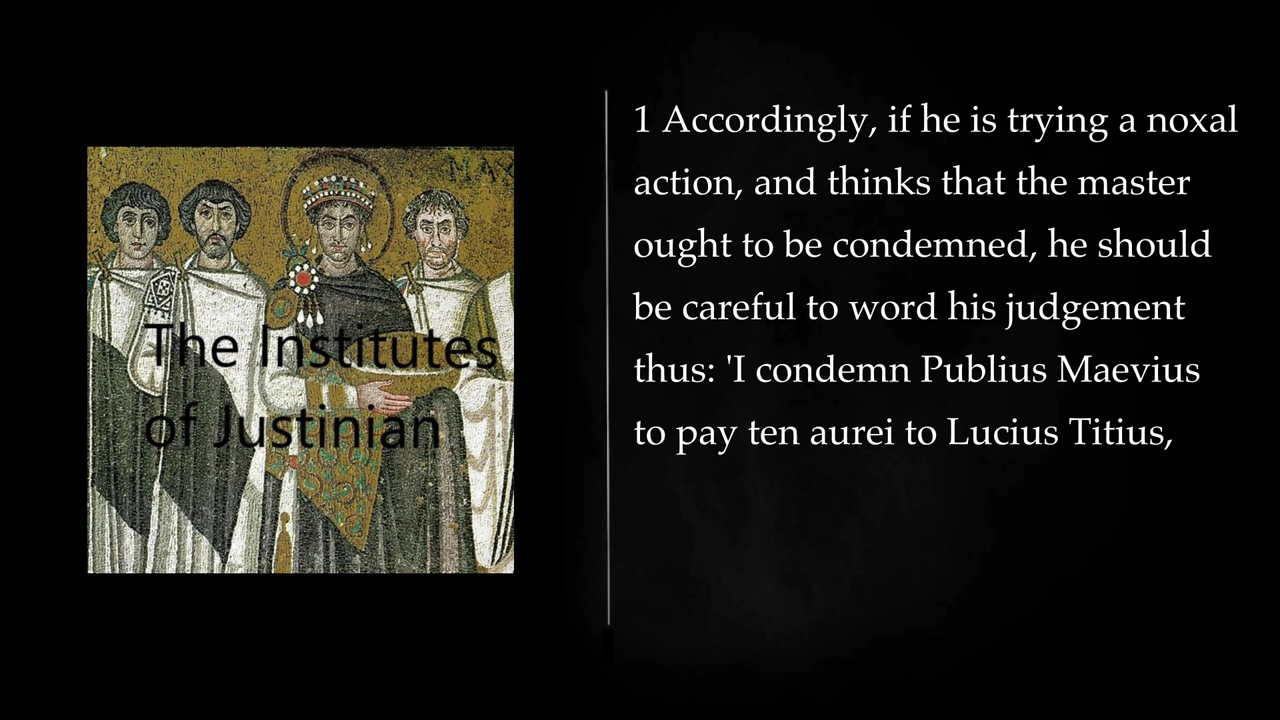 MAX
The Institutes
of Justinian
1 Accordingly, if he is trying a noxal
action, and thinks that the master
ought to be condemned, he should
be careful to word his judgement
thus: 'I condemn Publius Maevius
to pay ten aurei to Lucius Titius,